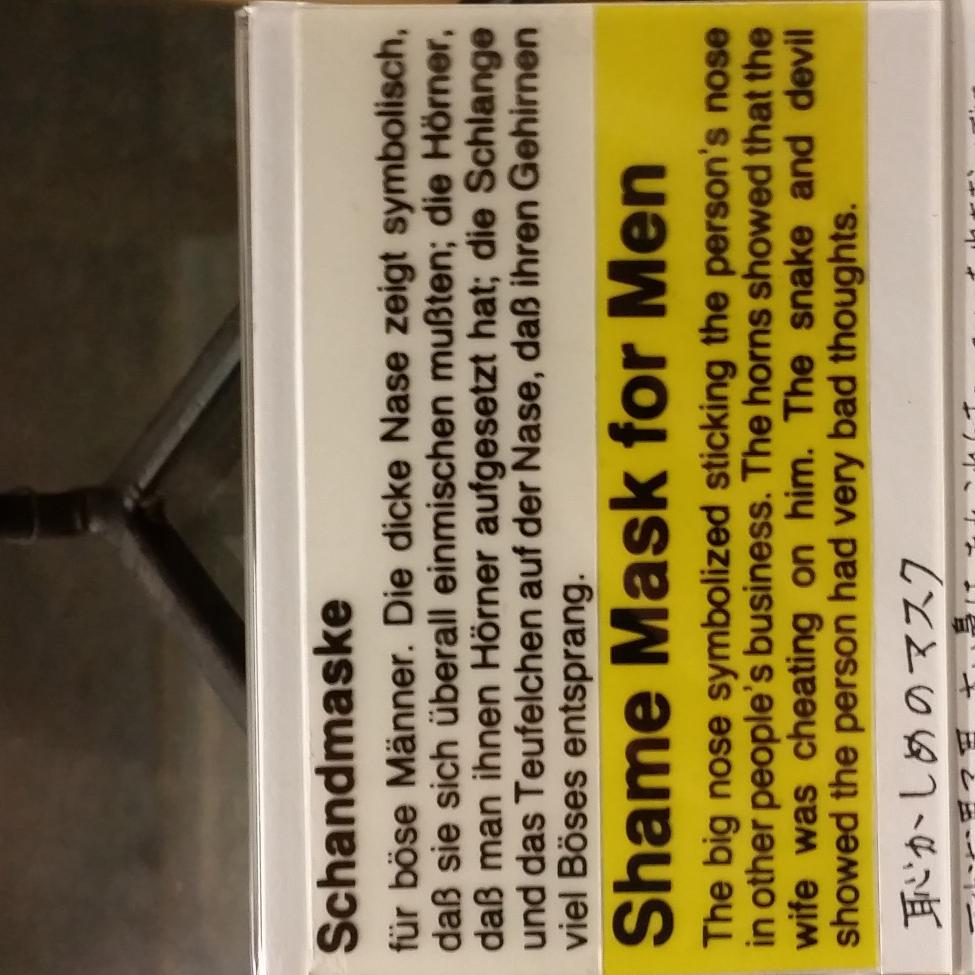 Schandmaske
für böse Männer. Die dicke Nase zeigt symbolisch,
daß sie sich überall einmischen mußten; die Hörner,
daß man ihnen Hörner aufgesetzt hat; die Schlange
und das Teufelchen auf der Nase, daß ihren Gehirnen
viel Böses entsprang.
Shame Mask for Men
The big nose symbolized sticking the person's nose
in other people's business. The horns showed that the
wife was cheating on him. The snake and devil
showed the person had very bad thoughts.
恥かしめのマスク